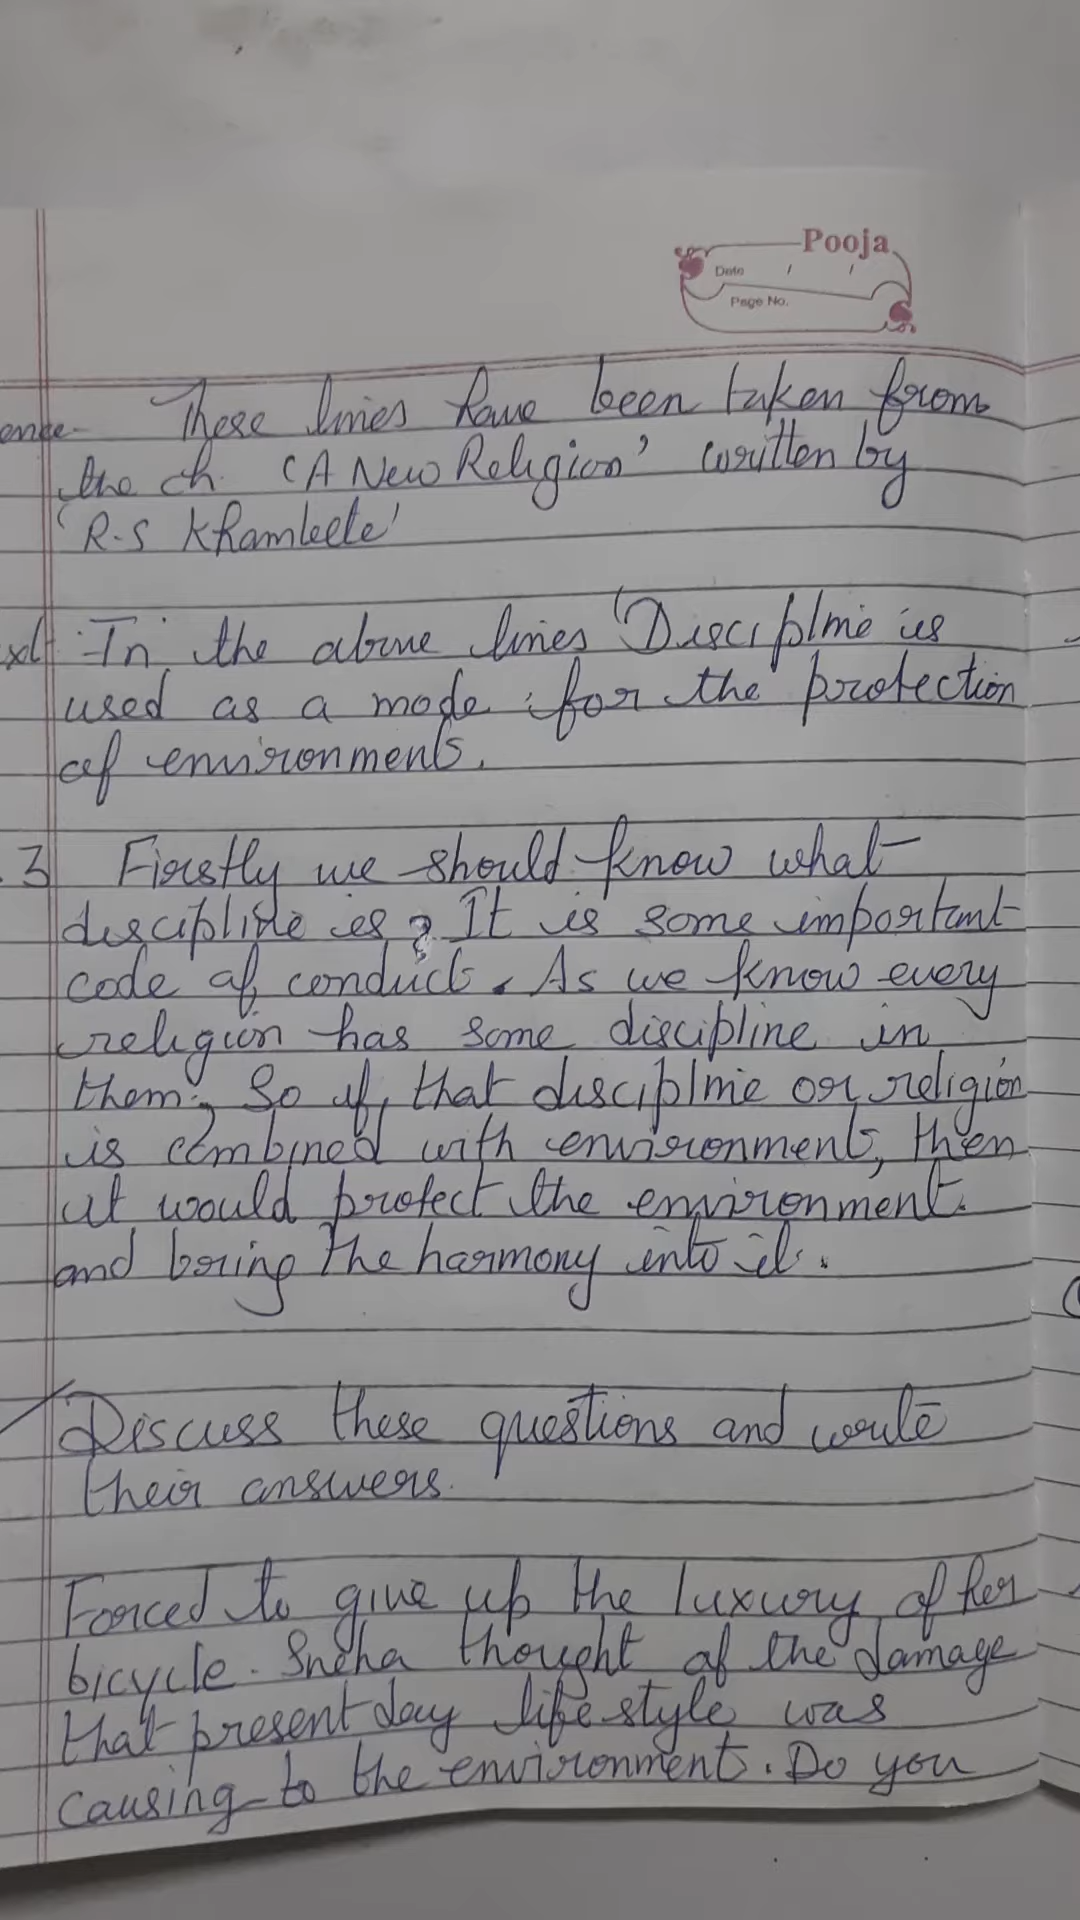 Pooja
Date / /
Page No.
These lines have been taken from
the ch. 'A New Religion' written by
'R.S Khambete'
In the above lines 'Discipline is
used as a mode for the protection
of environments.
3 Firstly we should know what
discipline is? It is some important
code of conduct. As we know every
religion has some discipline in
them. So if, that discipline or religion
is combined with environment, then
it would protect the environment.
and bring the harmony into it.
Discuss these questions and write
their answers.
Forced to give up the luxury of her
bicycle. Sneha thought of the damage
that present day life style was
causing to the environment. Do you